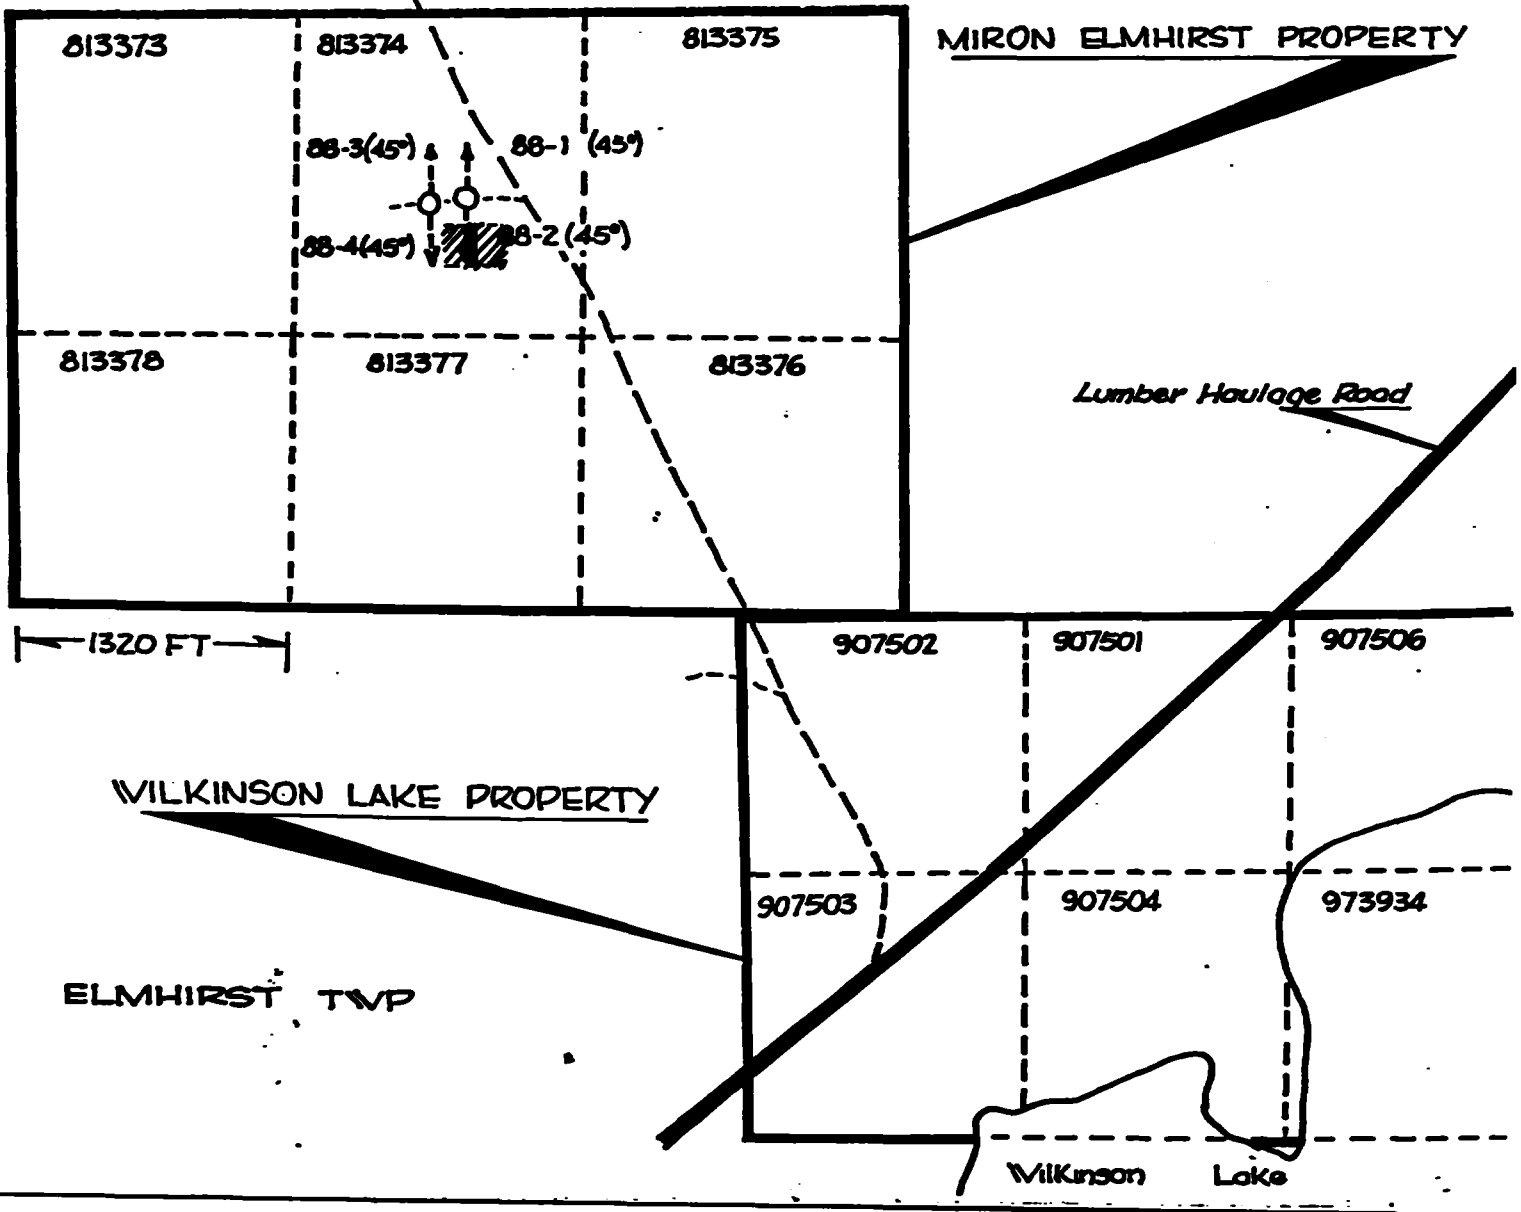 813373
813374
813375
MIRON ELMHIRST PROPERTY
88-3(45°)
88-1 (45°)
88-4(45°)
88-2(45°)
813378
813377
813376
Lumber Haulage Road
1320 FT
907502
907501
907506
WILKINSON LAKE PROPERTY
907503
907504
973934
ELMHIRST TWP
Wilkinson Lake